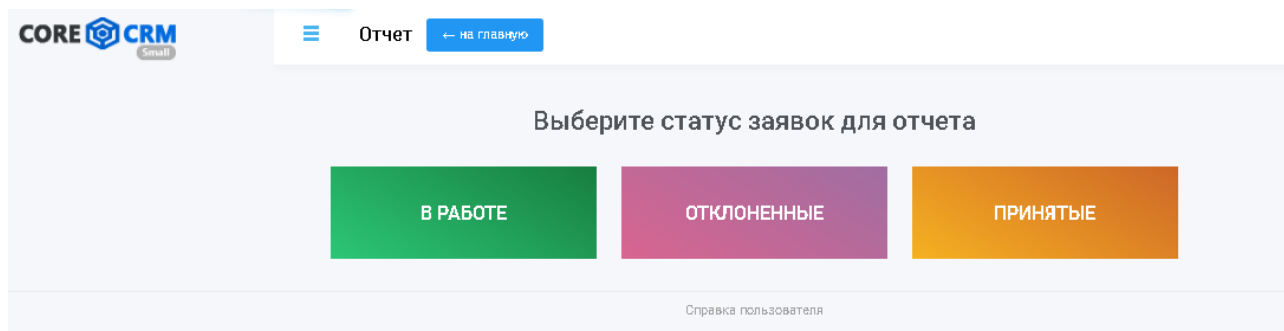 CORE CRM
Small
Отчет
← на главную
Выберите статус заявок для отчета
В РАБОТЕ
ОТКЛОНЕННЫЕ
ПРИНЯТЫЕ
Справка пользователя